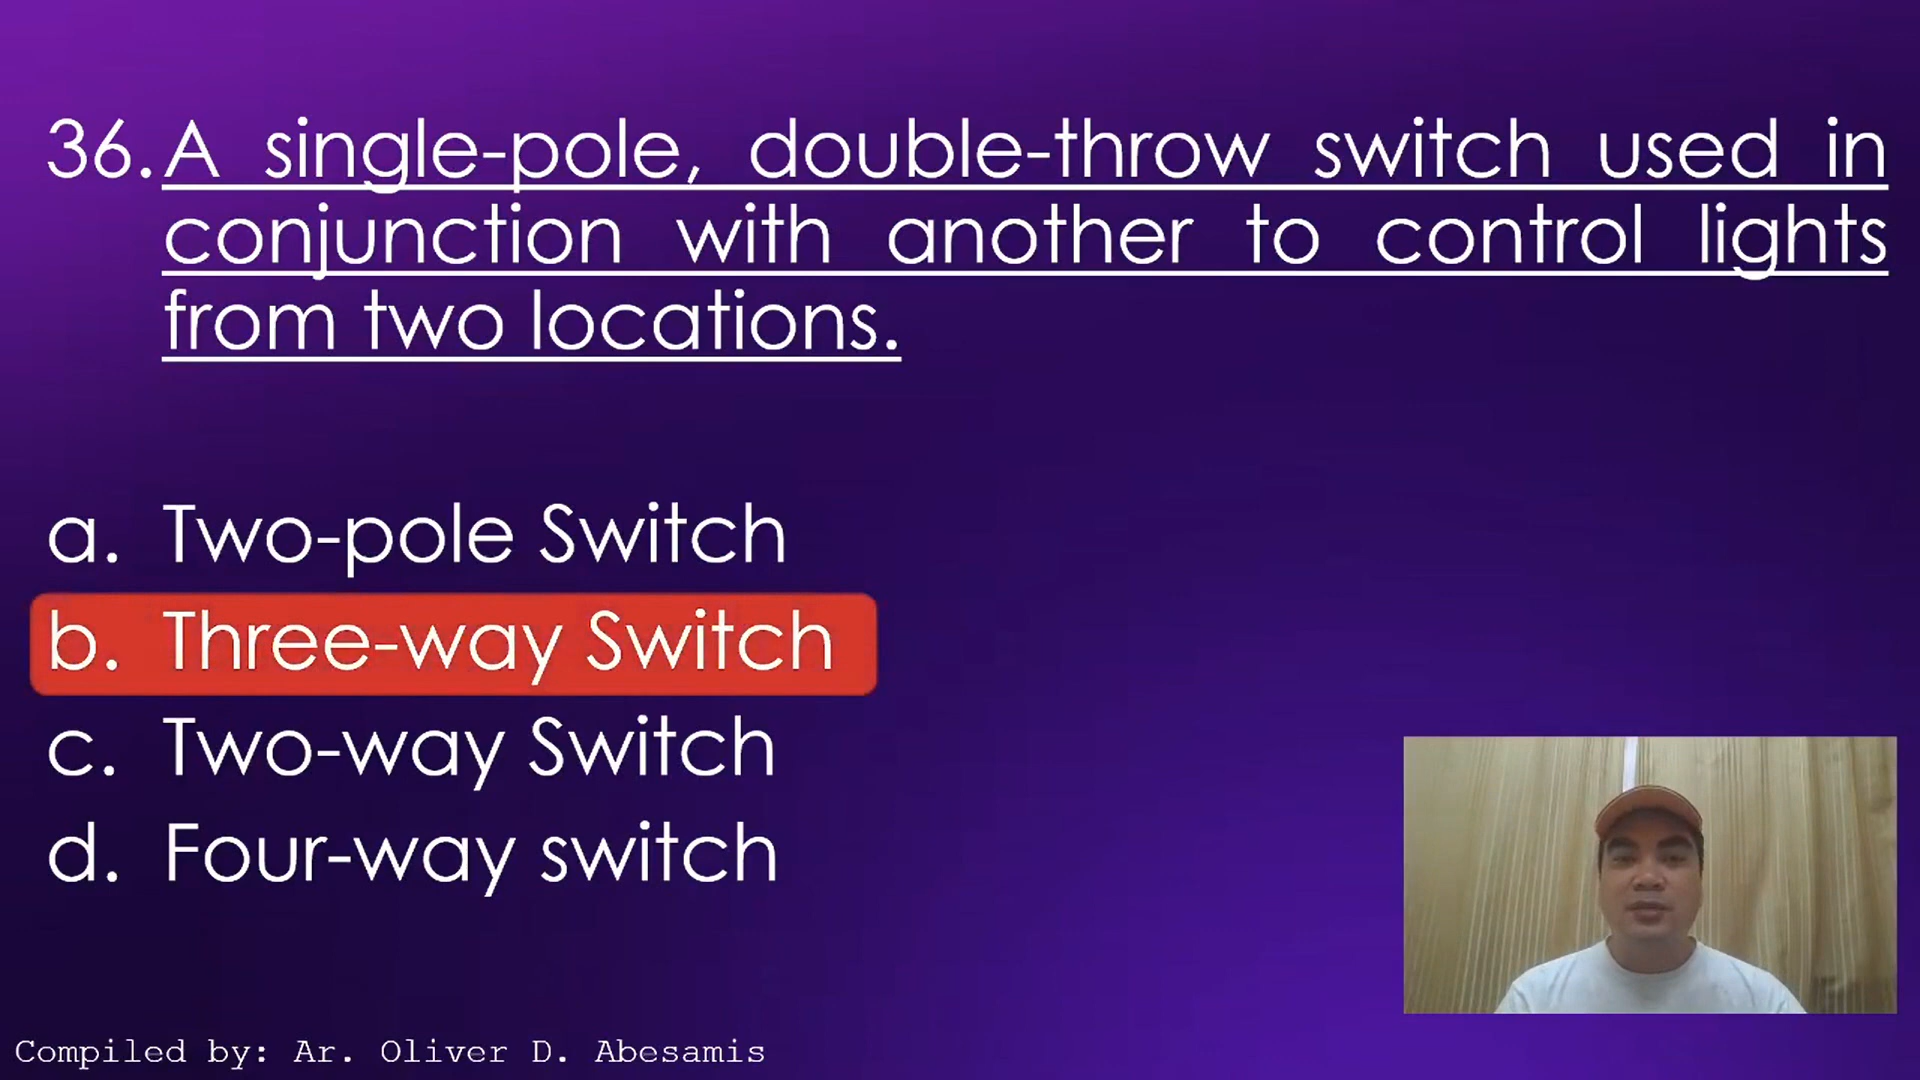 36. A single-pole, double-throw switch used in
conjunction with another to control lights
from two locations.
a. Two-pole Switch
b. Three-way Switch
c. Two-way Switch
d. Four-way switch
Compiled by: Ar. Oliver D. Abesamis